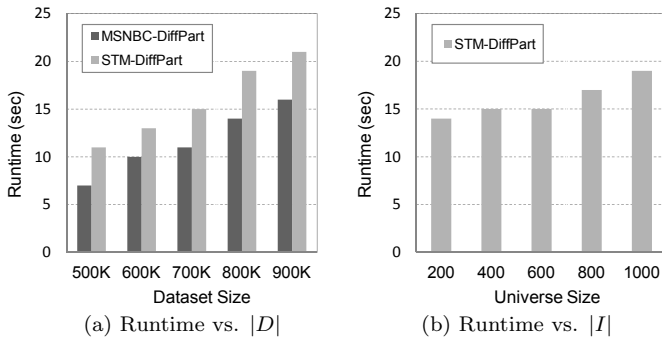 MSNBC-DiffPart
STM-DiffPart
25
20
15
10
5
0
Runtime (sec)
500K 600K 700K 800K 900K
Dataset Size
(a) Runtime vs. |D|
STM-DiffPart
25
20
15
10
5
0
Runtime (sec)
200 400 600 800 1000
Universe Size
(b) Runtime vs. |I|